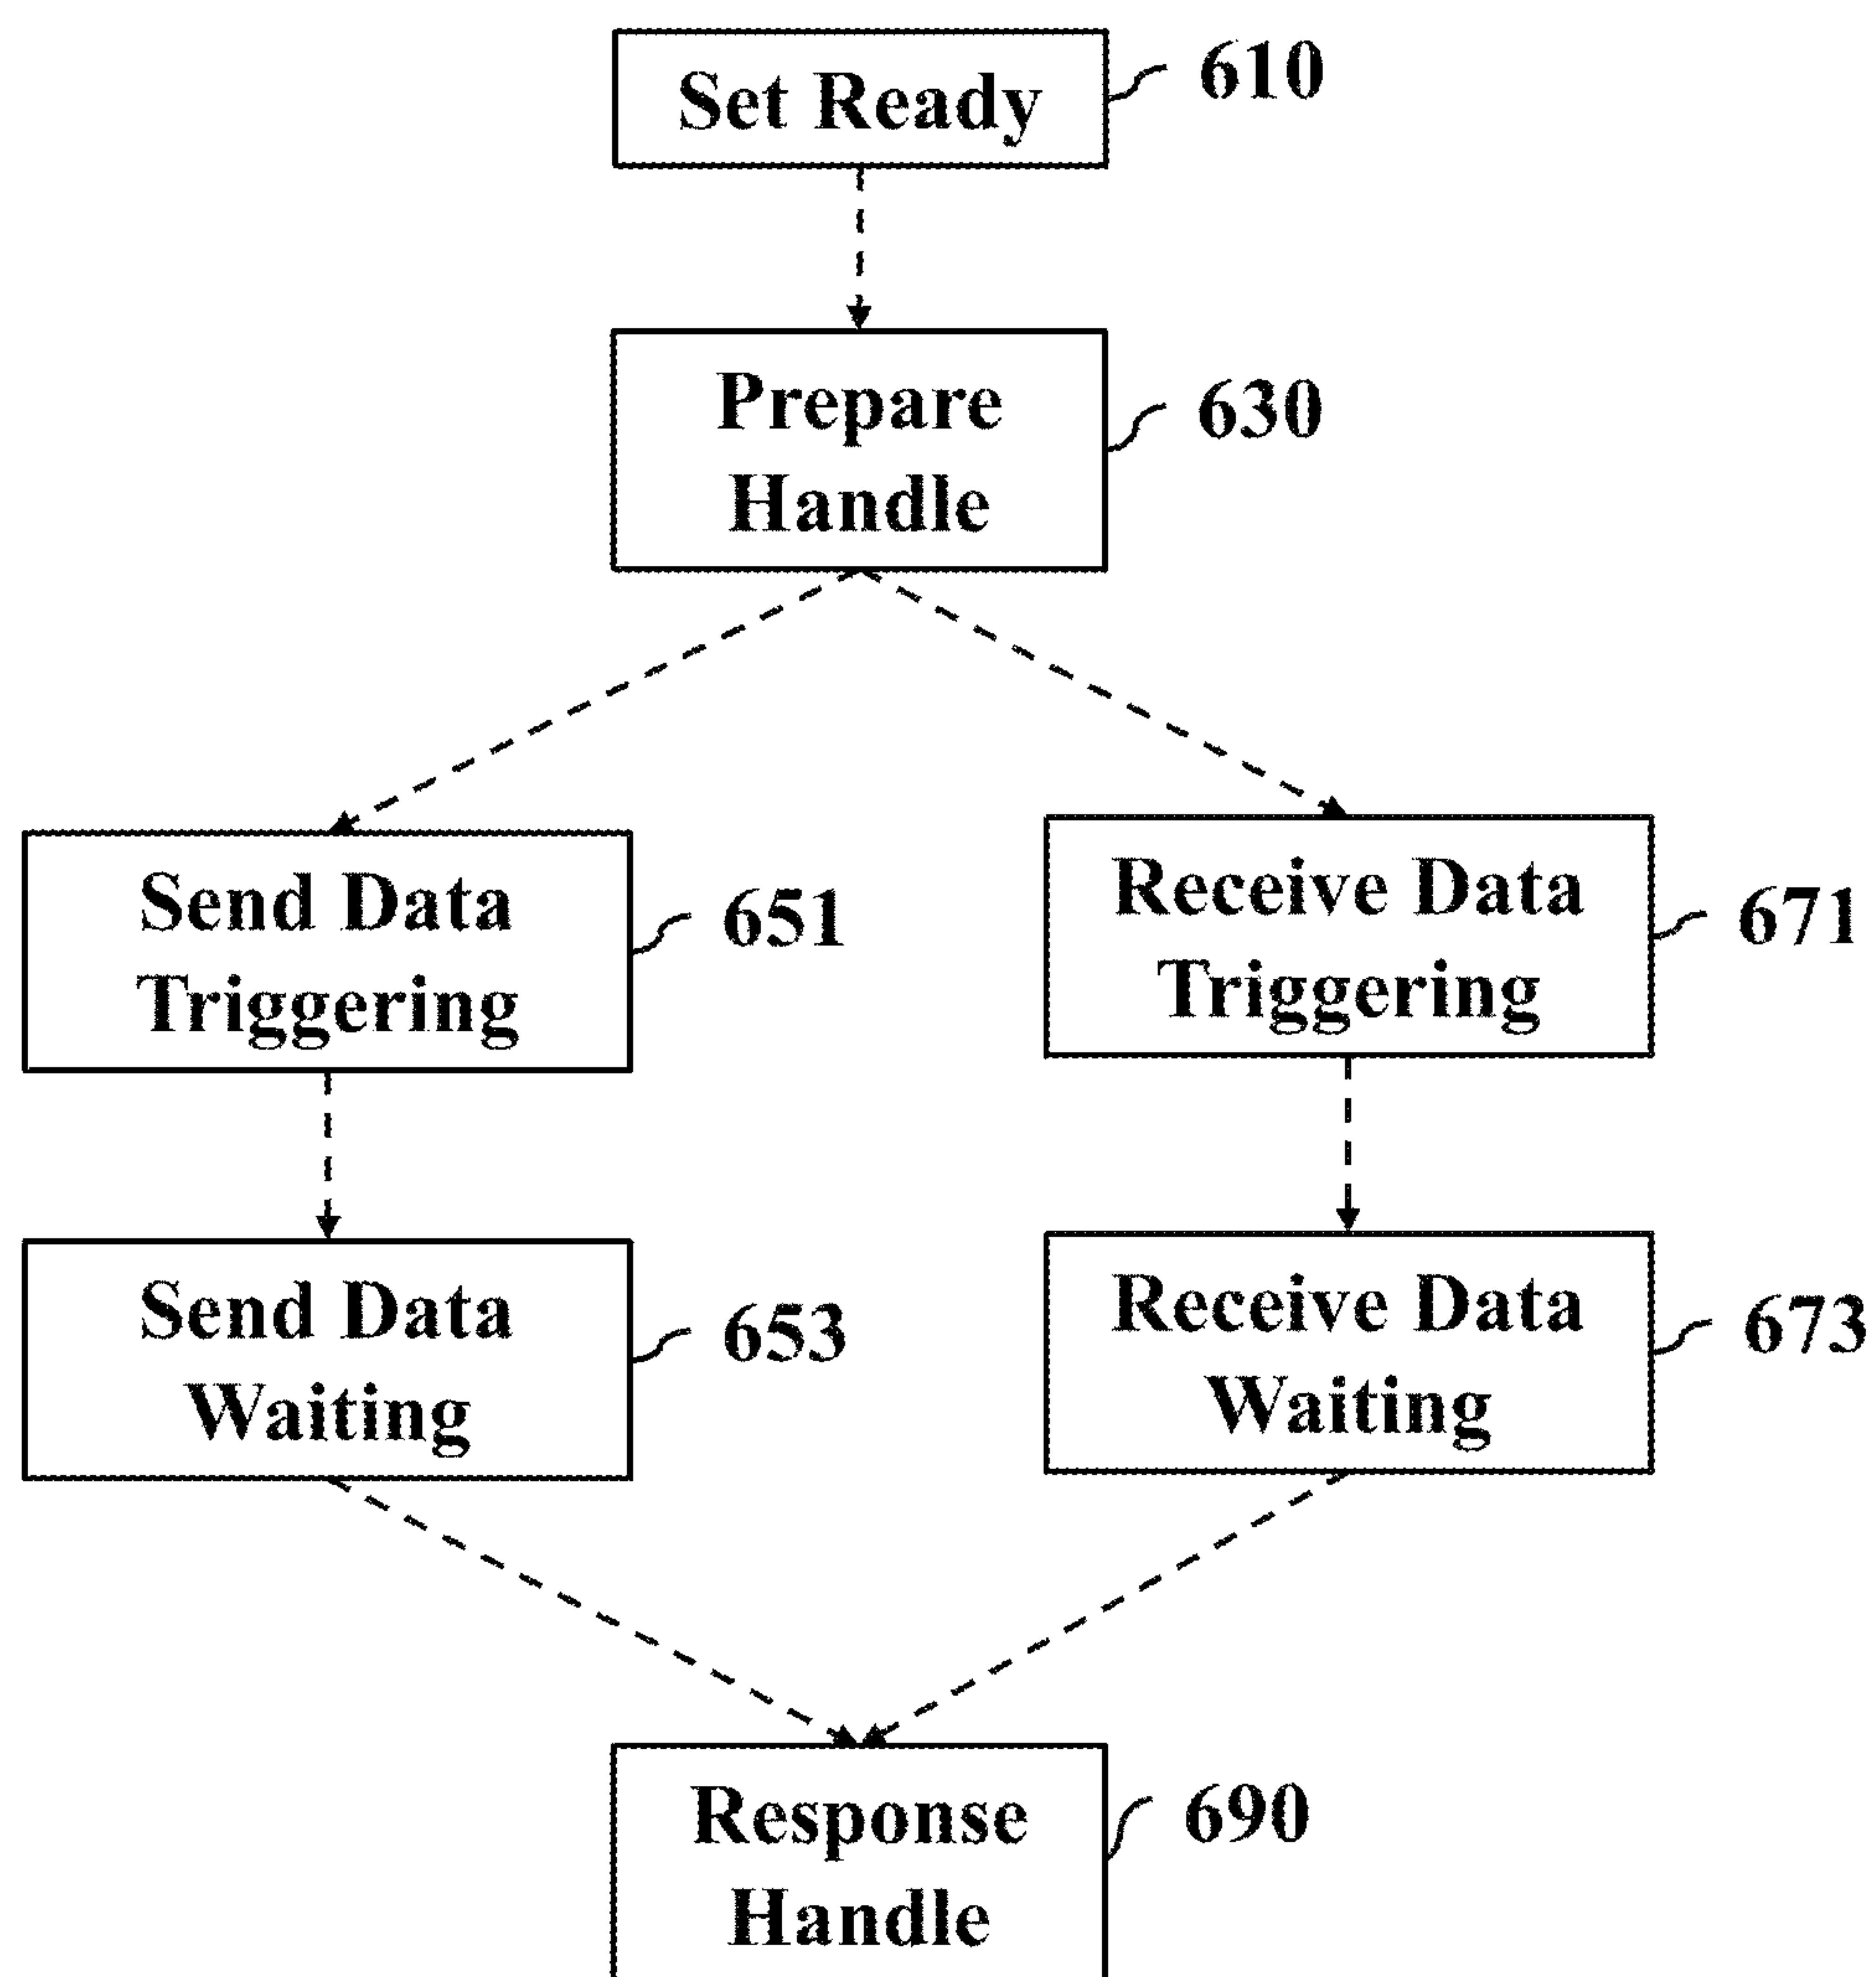 Set Ready
610
Prepare
Handle
630
Send Data
Triggering
651
Receive Data
Triggering
671
Send Data
Waiting
653
Receive Data
Waiting
673
Response
Handle
690